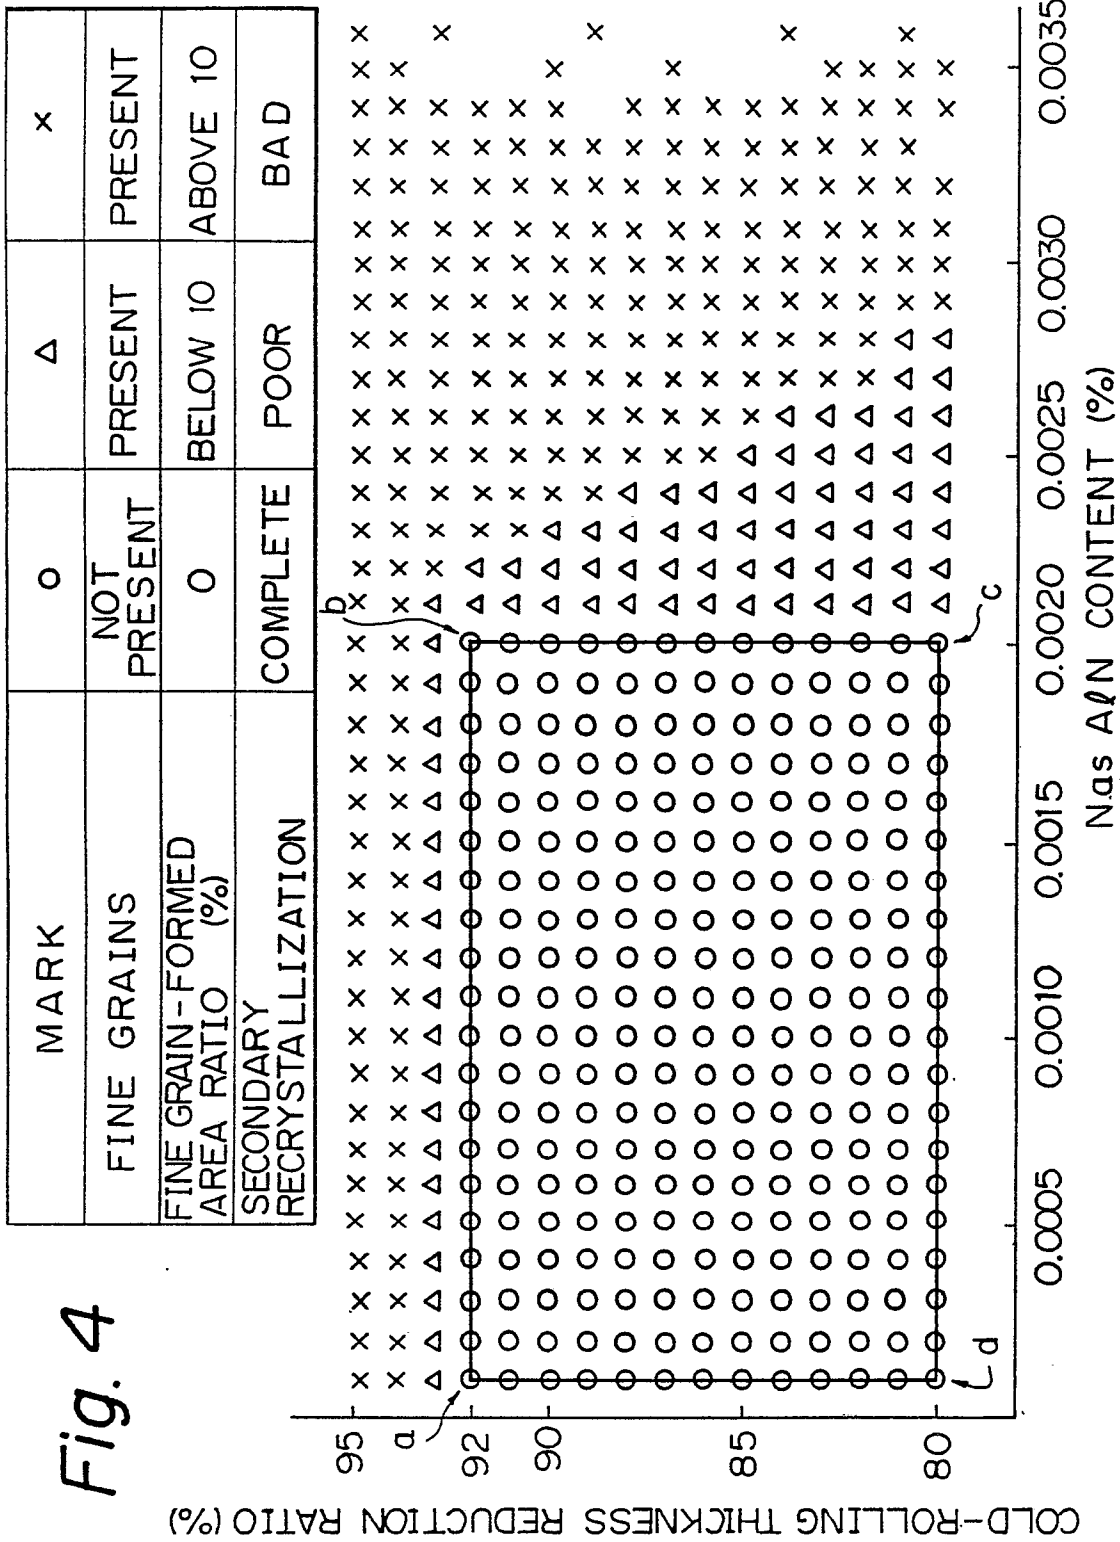 Fig. 4
MARK
O
Δ
×
FINE GRAINS
NOT
PRESENT
PRESENT
PRESENT
FINE GRAIN-FORMED
AREA RATIO (%)
0
BELOW 10
ABOVE 10
SECONDARY
RECRYSTALLIZATION
COMPLETE
POOR
BAD
COLD-ROLLING THICKNESS REDUCTION RATIO (%)
95
92
90
85
80
a
b
c
d
0.0005
0.0010
0.0015
0.0020
0.0025
0.0030
0.0035
Nas AℓN CONTENT (%)